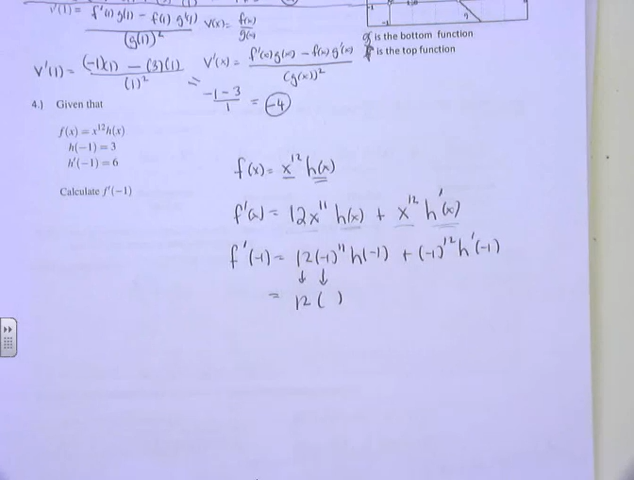 v'(1) = f'(1) g(1) - f(1) g'(1) / (g(1))² v(x) = f(x) / g(x)
g is the bottom function
f is the top function
v'(x) = f'(x)g(x) - f(x)g'(x) / (g(x))²
v'(1) = (-1)(1) - (3)(1) / (1)² = -1-3 / 1 = -4
4.) Given that
f(x) = x¹²h(x)
h(-1) = 3
h'(-1) = 6
Calculate f'(-1)
f(x) = x¹² h(x)
f'(x) = 12x¹¹ h(x) + x¹² h'(x)
f'(-1) = 12(-1)¹¹ h(-1) + (-1)¹² h'(-1)
↓ ↓
= 12 ( )